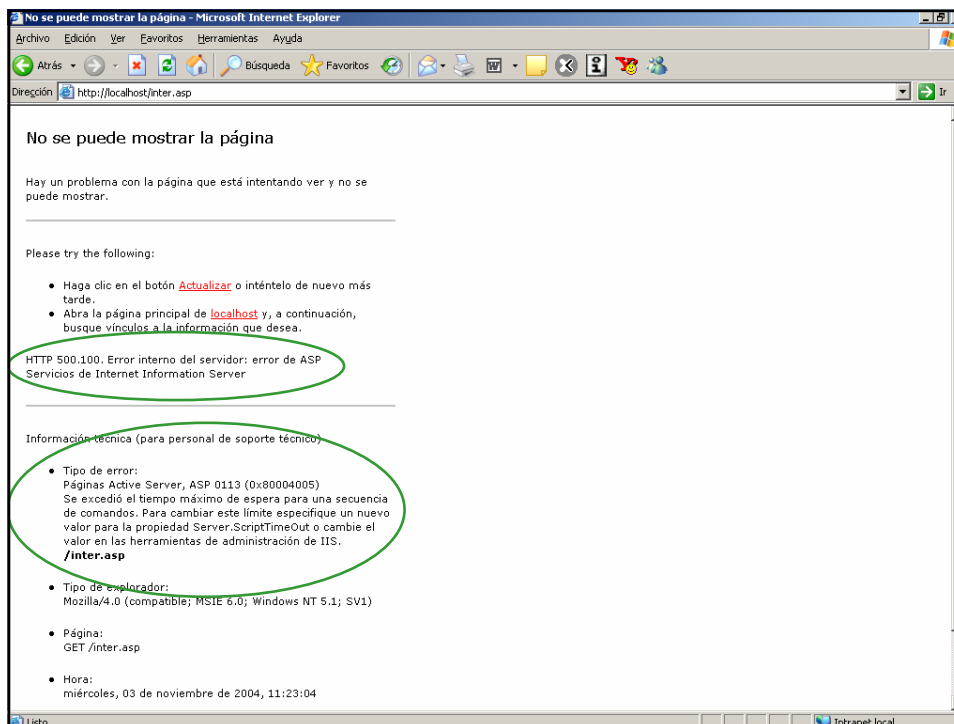 No se puede mostrar la página - Microsoft Internet Explorer
Archivo Edición Ver Favoritos Herramientas Ayuda
Atrás Búsqueda Favoritos
Dirección http://localhost/inter.asp Ir
No se puede mostrar la página
Hay un problema con la página que está intentando ver y no se
puede mostrar.
Please try the following:
• Haga clic en el botón Actualizar o inténtelo de nuevo más
tarde.
• Abra la página principal de localhost y, a continuación,
busque vínculos a la información que desea.
HTTP 500.100. Error interno del servidor: error de ASP
Servicios de Internet Information Server
Información técnica (para personal de soporte técnico)
• Tipo de error:
Páginas Active Server, ASP 0113 (0x80004005)
Se excedió el tiempo máximo de espera para una secuencia
de comandos. Para cambiar este límite especifique un nuevo
valor para la propiedad Server.ScriptTimeOut o cambie el
valor en las herramientas de administración de IIS.
/inter.asp
• Tipo de explorador:
Mozilla/4.0 (compatible; MSIE 6.0; Windows NT 5.1; SV1)
• Página:
GET /inter.asp
• Hora:
miércoles, 03 de noviembre de 2004, 11:23:04
Listo Intranet local